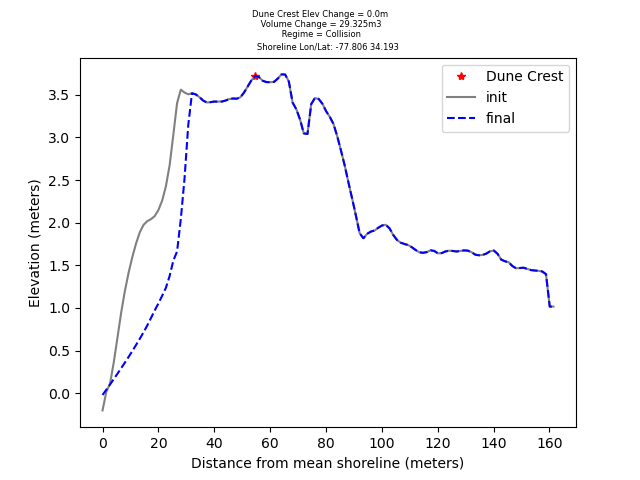 Dune Crest Elev Change = 0.0m
Volume Change = 29.325m3
Regime = Collision
Shoreline Lon/Lat: -77.806 34.193
Dune Crest
init
final
Elevation (meters)
3.5
3.0
2.5
2.0
1.5
1.0
0.5
0.0
0 20 40 60 80 100 120 140 160
Distance from mean shoreline (meters)